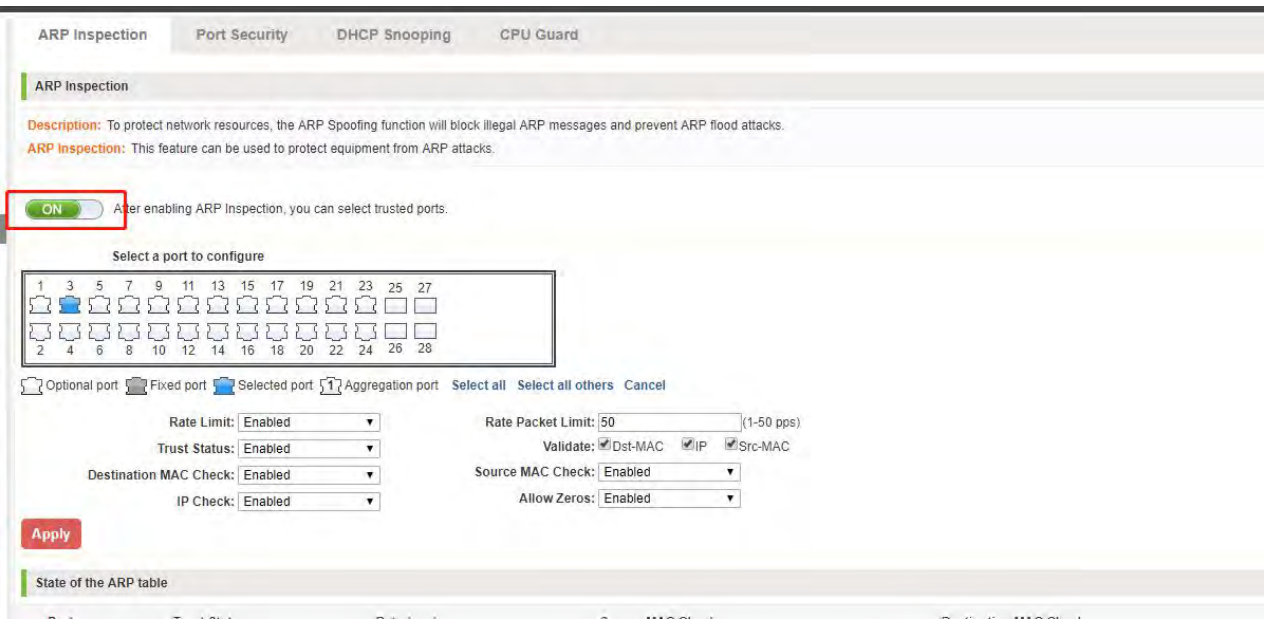 ARP Inspection Port Security DHCP Snooping CPU Guard
ARP Inspection
Description: To protect network resources, the ARP Spoofing function will block illegal ARP messages and prevent ARP flood attacks.
ARP Inspection: This feature can be used to protect equipment from ARP attacks.
ON After enabling ARP Inspection, you can select trusted ports.
Select a port to configure
1 3 5 7 9 11 13 15 17 19 21 23 25 27
2 4 6 8 10 12 14 16 18 20 22 24 26 28
Optional port Fixed port Selected port 1 Aggregation port Select all Select all others Cancel
Rate Limit: Enabled Rate Packet Limit: 50 (1-50 pps)
Trust Status: Enabled Validate: Dst-MAC IP Src-MAC
Destination MAC Check: Enabled Source MAC Check: Enabled
IP Check: Enabled Allow Zeros: Enabled
Apply
State of the ARP table